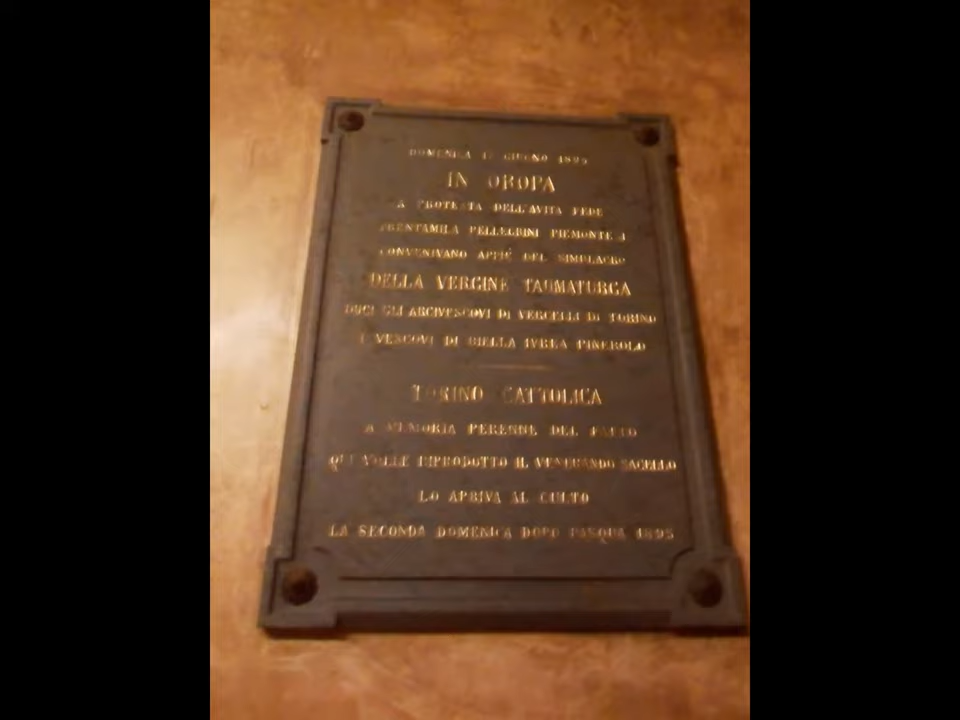 DOMENICA GIUGNO
IN OROPA
A PROTESTA DELL'AVITA FEDE
TRENTAMILA PELLEGRINI PIEMONTESI
CONVENIVANO APPIÈ DEL SIMULACRO
DELLA VERGINE TAUMATURGA
DUCI GLI ARCIVESCOVI DI VERCELLI DI TORINO
I VESCOVI DI BIELLA IVREA PINEROLO
TORINO CATTOLICA
A MEMORIA PERENNE DEL FATTO
QUI VOLLE RIPRODOTTO IL VENERANDO SACELLO
LO APRIVA AL CULTO
LA SECONDA DOMENICA DOPO PASQUA 1895